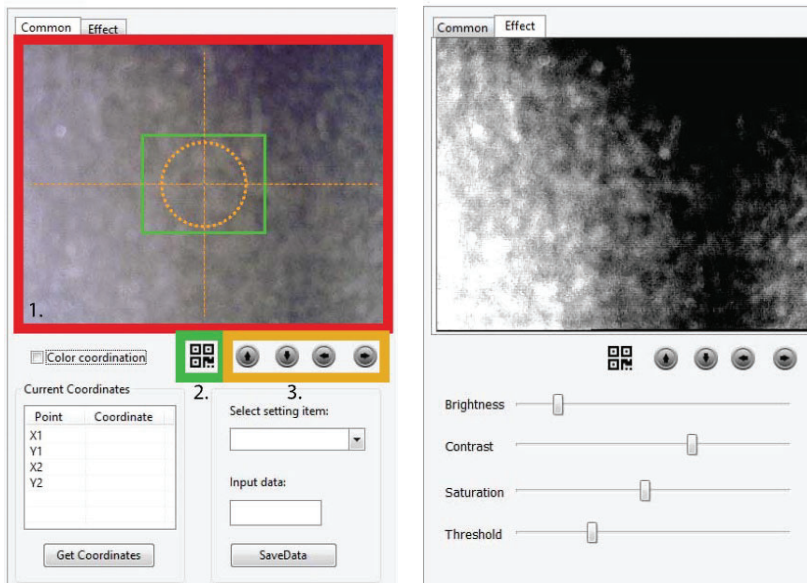 Common Effect
1.
Color coordination
2.
3.
Current Coordinates
Point Coordinate
X1
Y1
X2
Y2
Get Coordinates
Select setting item:
Input data:
SaveData
Common Effect
Brightness
Contrast
Saturation
Threshold